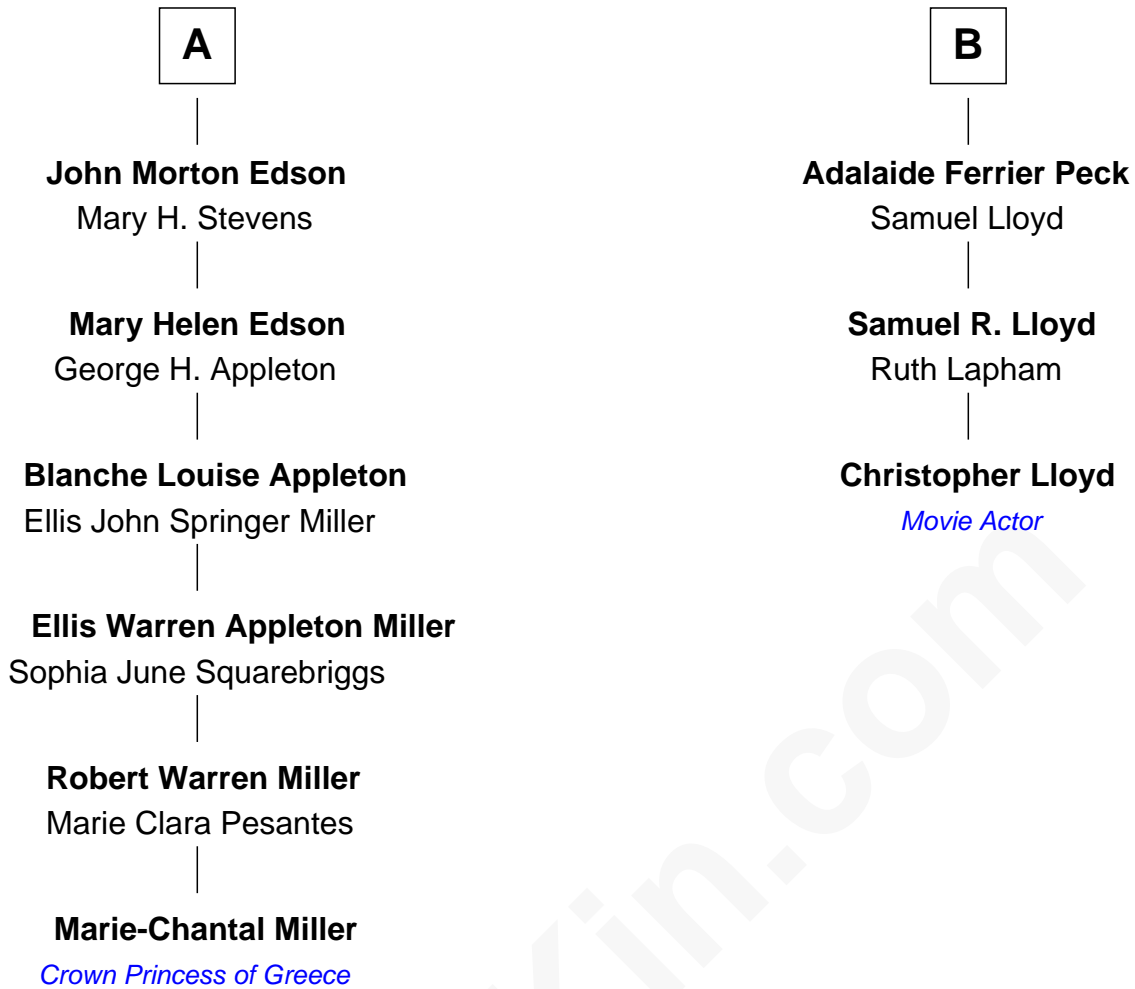 A
John Morton Edson
Mary H. Stevens
Mary Helen Edson
George H. Appleton
Blanche Louise Appleton
Ellis John Springer Miller
Ellis Warren Appleton Miller
Sophia June Squarebriggs
Robert Warren Miller
Marie Clara Pesantes
Marie-Chantal Miller
Crown Princess of Greece
B
Adalaide Ferrier Peck
Samuel Lloyd
Samuel R. Lloyd
Ruth Lapham
Christopher Lloyd
Movie Actor